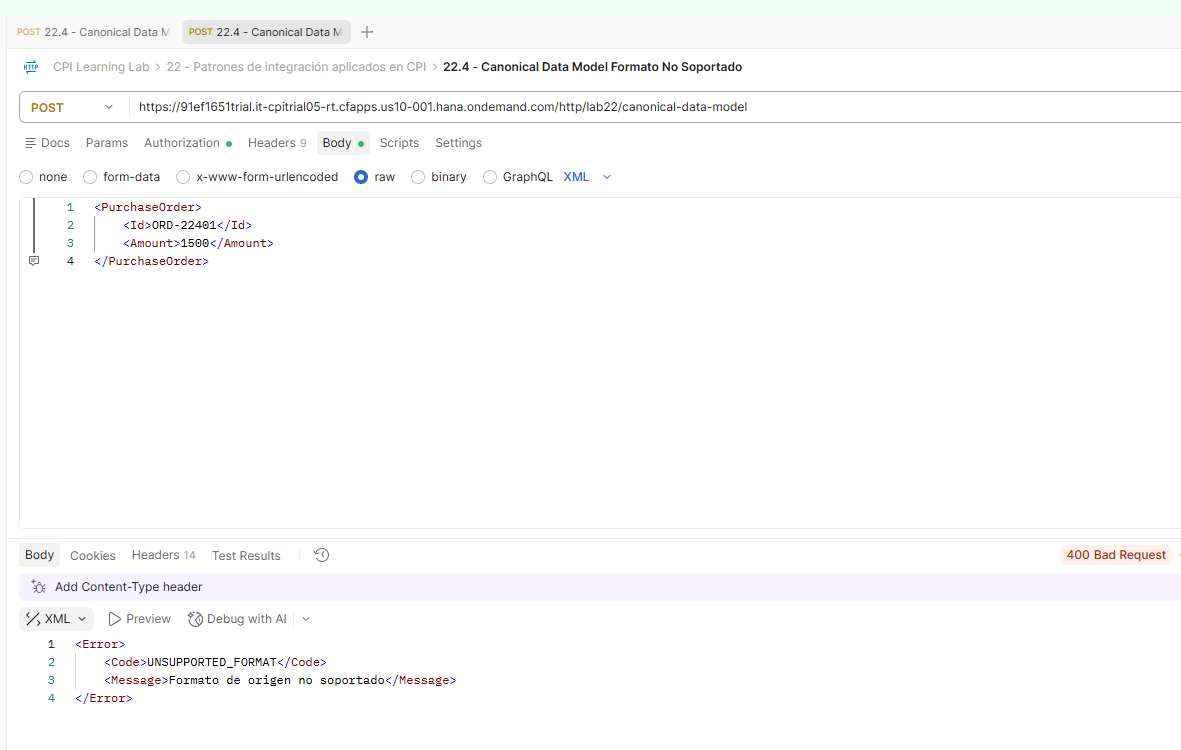 POST 22.4 - Canonical Data M
POST 22.4 - Canonical Data M
HTTP CPI Learning Lab > 22 - Patrones de integración aplicados en CPI > 22.4 - Canonical Data Model Formato No Soportado
POST https://91ef1651trial.it-cpitrial05-rt.cfapps.us10-001.hana.ondemand.com/http/lab22/canonical-data-model
Docs Params Authorization Headers 9 Body Scripts Settings
none form-data x-www-form-urlencoded raw binary GraphQL XML
1 <PurchaseOrder>
2 <Id>ORD-22401</Id>
3 <Amount>1500</Amount>
4 </PurchaseOrder>
Body Cookies Headers 14 Test Results 400 Bad Request
Add Content-Type header
XML Preview Debug with AI
1 <Error>
2 <Code>UNSUPPORTED_FORMAT</Code>
3 <Message>Formato de origen no soportado</Message>
4 </Error>